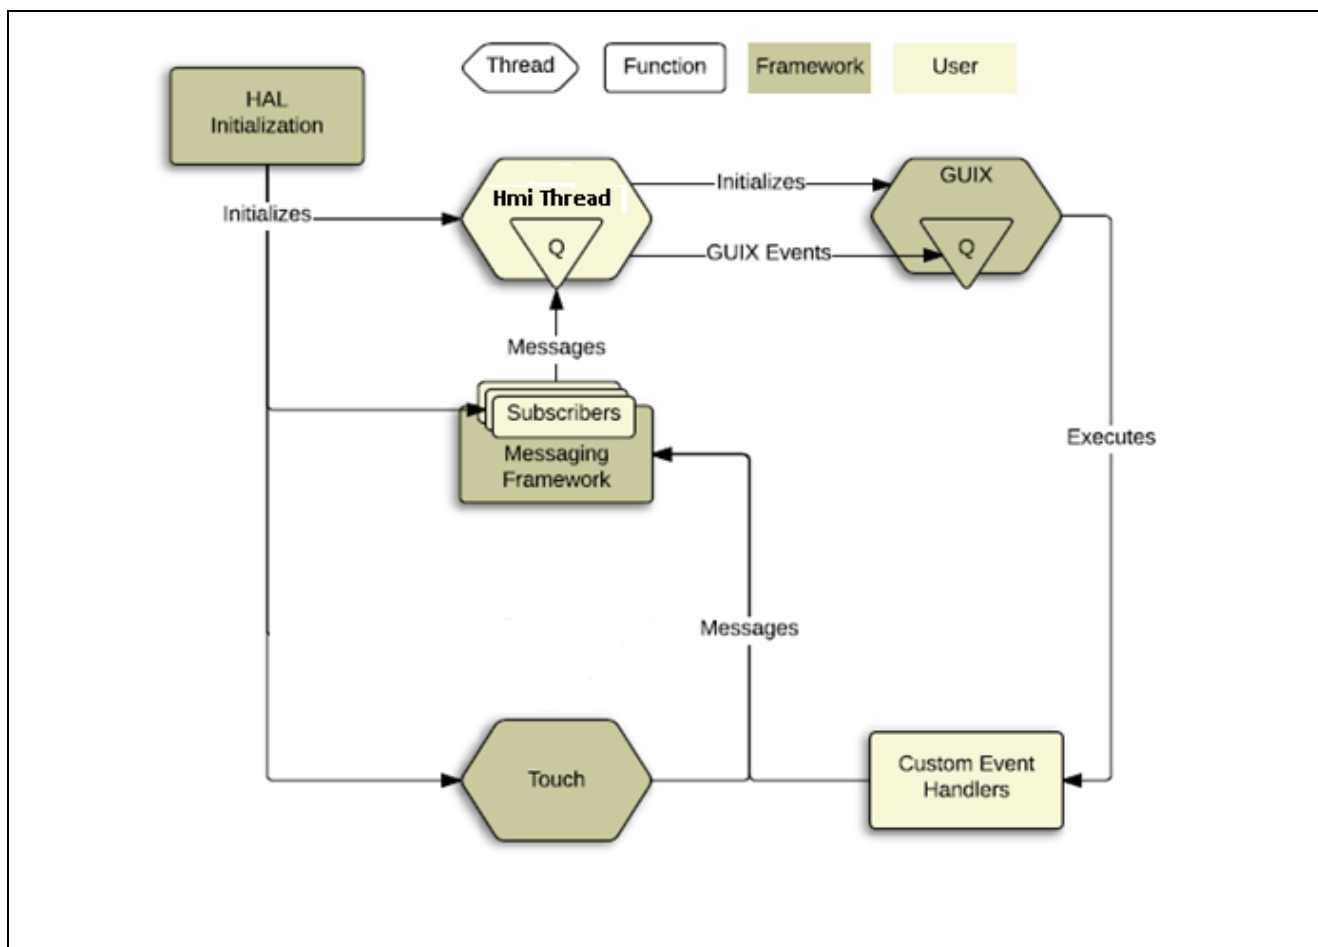 Thread
Function
Framework
User
HAL
Initialization
Initializes
Hmi Thread
Q
Initializes
GUIX Events
GUIX
Q
Messages
Subscribers
Messaging
Framework
Executes
Messages
Touch
Custom Event
Handlers